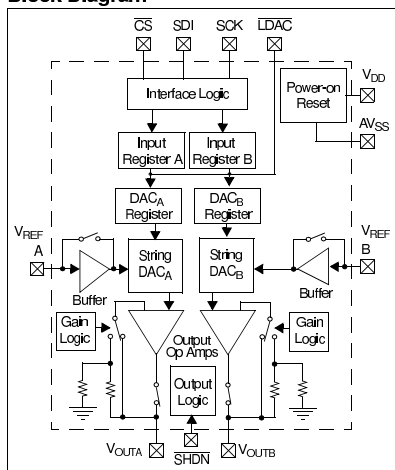 Block Diagram
CS SDI SCK LDAC
Interface Logic
Power-on
Reset
VDD
AVSS
Input
Register A
Input
Register B
DACA
Register
DACB
Register
VREF
A
String
DACA
String
DACB
VREF
B
Buffer
Buffer
Gain
Logic
Output
Op Amps
Gain
Logic
Output
Logic
VOUTA
SHDN
VOUTB